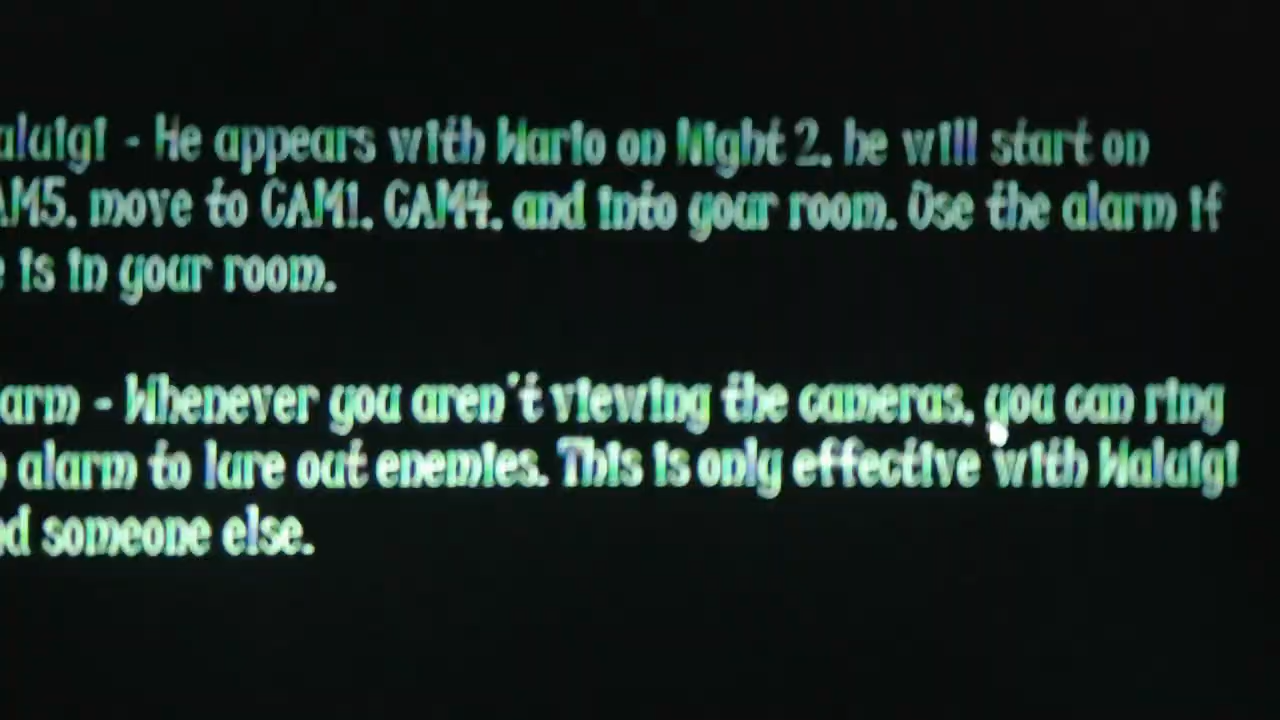 aluigi - He appears with Wario on Night 2, he will start on
AM5, move to CAM1, CAM4, and into your room. Use the alarm if
e is in your room.
arm - Whenever you aren't viewing the cameras, you can ring
alarm to lure out enemies. This is only effective with Waluigi
d someone else.